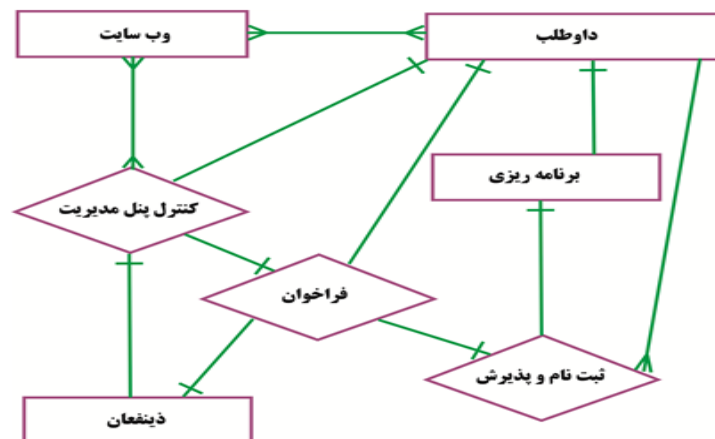 وب سایت
داوطلب
برنامه ریزی
کنترل پنل مدیریت
فراخوان
ثبت نام و پذیرش
ذینفعان